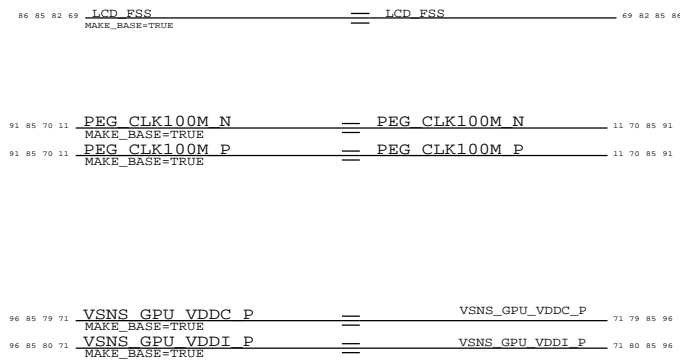 86 85 82 69 LCD_FSS LCD_FSS 69 82 85 86
MAKE_BASE=TRUE
91 85 70 11 PEG_CLK100M_N PEG_CLK100M_N 11 70 85 91
MAKE_BASE=TRUE
91 85 70 11 PEG_CLK100M_P PEG_CLK100M_P 11 70 85 91
MAKE_BASE=TRUE
96 85 79 71 VSNS_GPU_VDDC_P VSNS_GPU_VDDC_P 71 79 85 96
MAKE_BASE=TRUE
96 85 80 71 VSNS_GPU_VDDI_P VSNS_GPU_VDDI_P 71 80 85 96
MAKE_BASE=TRUE